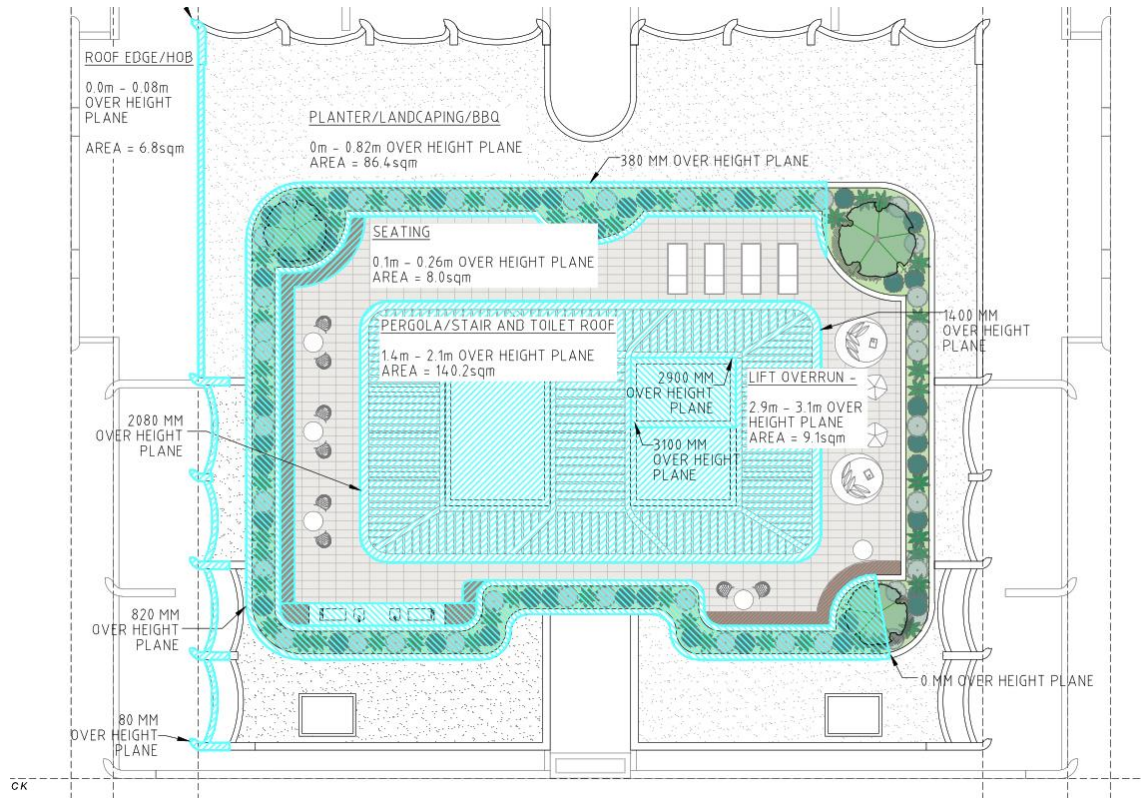 ROOF EDGE/HOB
0.0m - 0.08m
OVER HEIGHT
PLANE
AREA = 6.8sqm
PLANTER/LANDSCAPING/BBQ
0m - 0.82m OVER HEIGHT PLANE
AREA = 86.4sqm
380 MM OVER HEIGHT PLANE
SEATING
0.1m - 0.26m OVER HEIGHT PLANE
AREA = 8.0sqm
PERGOLA/STAIR AND TOILET ROOF
1.4m - 2.1m OVER HEIGHT PLANE
AREA = 140.2sqm
1400 MM
OVER HEIGHT
PLANE
2900 MM
OVER HEIGHT
PLANE
LIFT OVERRUN -
2.9m - 3.1m OVER
HEIGHT PLANE
AREA = 9.1sqm
3100 MM
OVER HEIGHT
PLANE
2080 MM
OVER HEIGHT
PLANE
820 MM
OVER HEIGHT
PLANE
0 MM OVER HEIGHT PLANE
80 MM
OVER HEIGHT
PLANE
CK